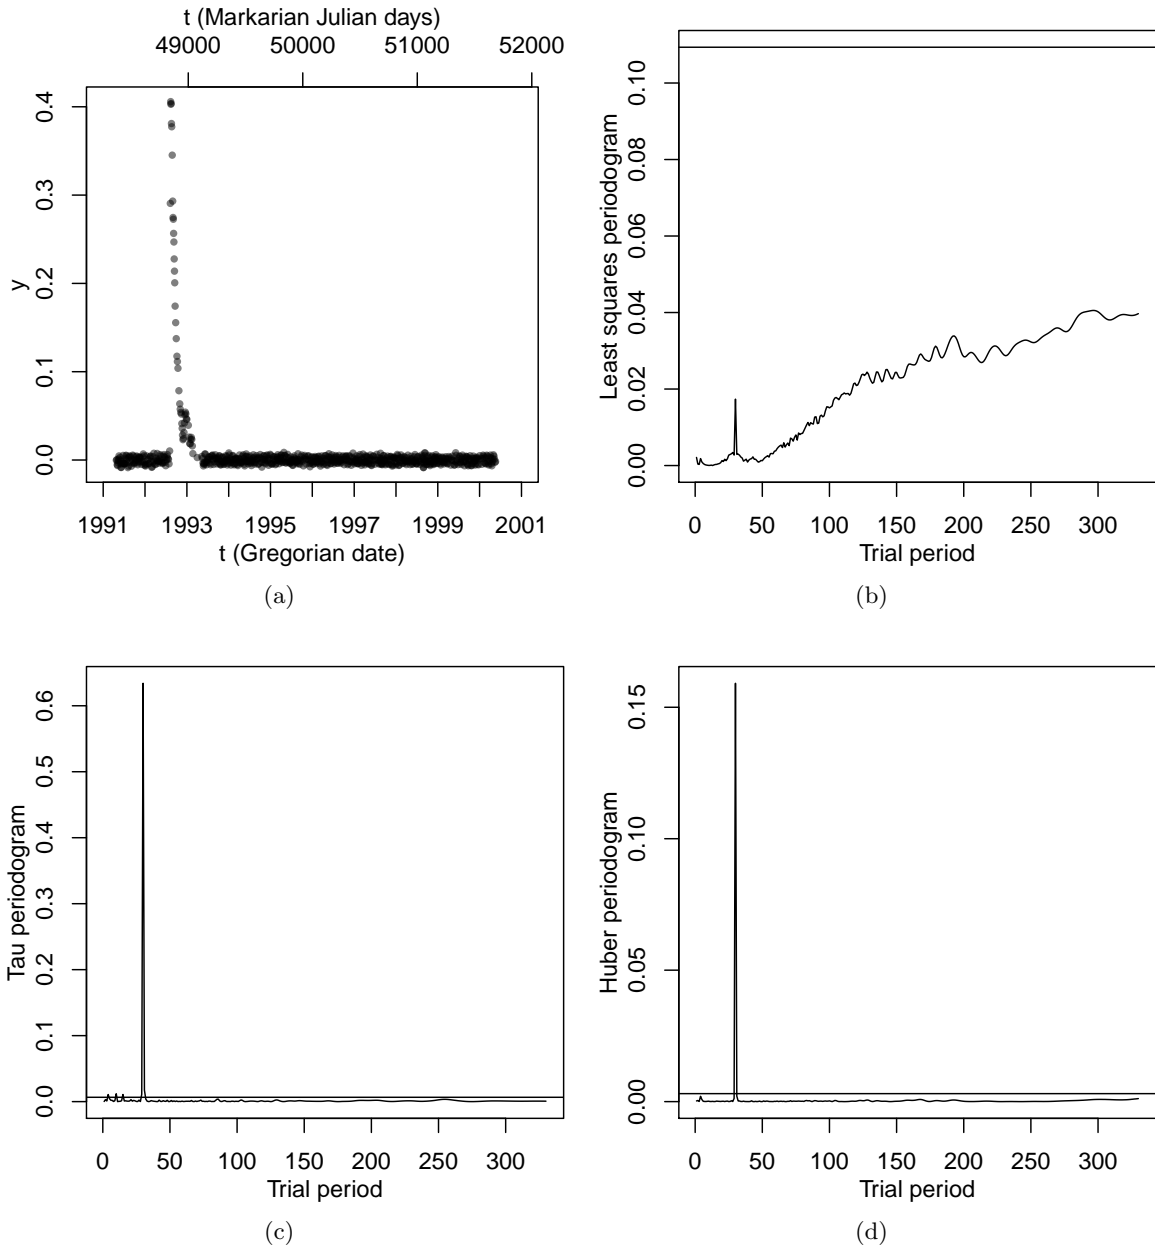 t (Markarian Julian days)
49000 50000 51000 52000
0.4
0.3
0.2
0.1
0.0
y
1991 1993 1995 1997 1999 2001
t (Gregorian date)
(a)
0.10
0.08
0.06
0.04
0.02
0.00
Least squares periodogram
0 50 100 150 200 250 300
Trial period
(b)
0.6
0.5
0.4
0.3
0.2
0.1
0.0
Tau periodogram
0 50 100 150 200 250 300
Trial period
(c)
0.15
0.10
0.05
0.00
Huber periodogram
0 50 100 150 200 250 300
Trial period
(d)